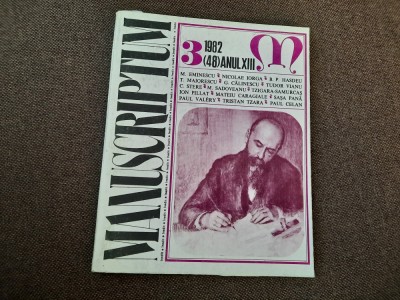 MANUSCRIPTUM
3 1982
(48) ANUL XIII
M
M. EMINESCU * NICOLAE IORGA * B. P. HASDEU
T. MAIORESCU * G. CĂLINESCU * TUDOR VIANU
C. STERE * M. SADOVEANU * TZIGARA-SAMURCAȘ
ION PILLAT * MATEIU CARAGIALE * SAȘA PANĂ
PAUL VALÉRY * TRISTAN TZARA * PAUL CELAN